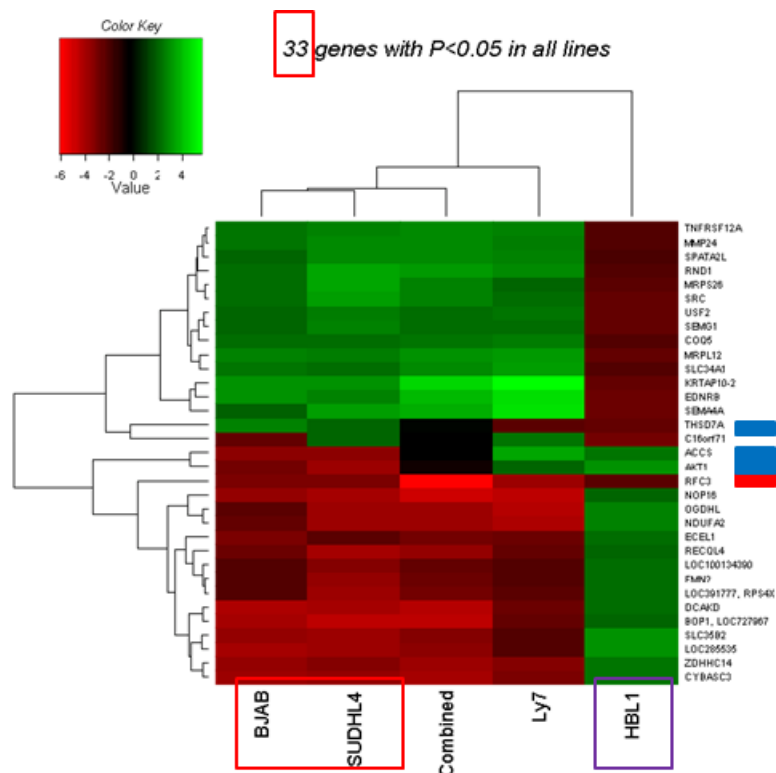 Color Key
-6 -4 -2 0 2 4
Value
33 genes with P<0.05 in all lines
TNFRSF12A
MMP24
SPATA2L
RND1
MRPS26
SRC
USF2
SEMG1
COQ5
MRPL12
SLC34A1
KRTAP10-2
EDNRB
SEMA4A
THSD7A
C16orf71
ACCS
AKT1
RFC3
NOP16
OGDHL
NDUFA2
ECEL1
RECQL4
LOC100134390
FMN2
LOC391777, RPS4X
DCAKD
BOP1, LOC727967
SLC35B2
LOC285535
ZDHHC14
CYBASC3
BJAB
SUDHL4
Combined
Ly7
HBL1